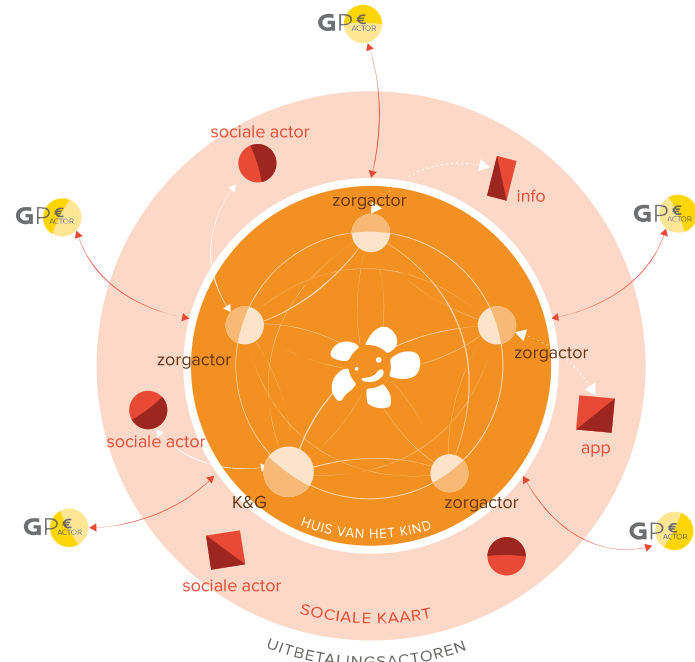 GP€
ACTOR
sociale actor
info
zorgactor
GP€
ACTOR
GP€
ACTOR
zorgactor
zorgactor
sociale actor
app
K&G
zorgactor
GP€
ACTOR
GP€
ACTOR
HUIS VAN HET KIND
sociale actor
SOCIALE KAART
UITBETALINGSACTOREN